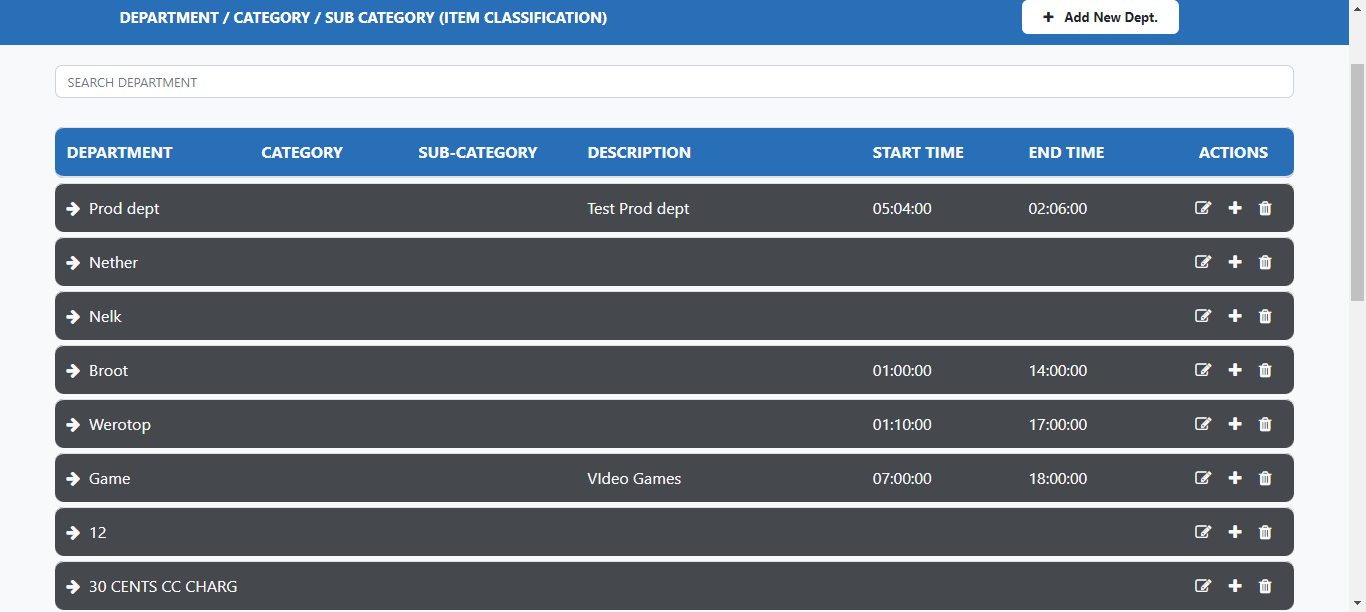 DEPARTMENT / CATEGORY / SUB CATEGORY (ITEM CLASSIFICATION) Add New Dept.
SEARCH DEPARTMENT
DEPARTMENT CATEGORY SUB-CATEGORY DESCRIPTION START TIME END TIME ACTIONS
Prod dept Test Prod dept 05:04:00 02:06:00
Nether
Nelk
Broot 01:00:00 14:00:00
Werotop 01:10:00 17:00:00
Game VIdeo Games 07:00:00 18:00:00
12
30 CENTS CC CHARG